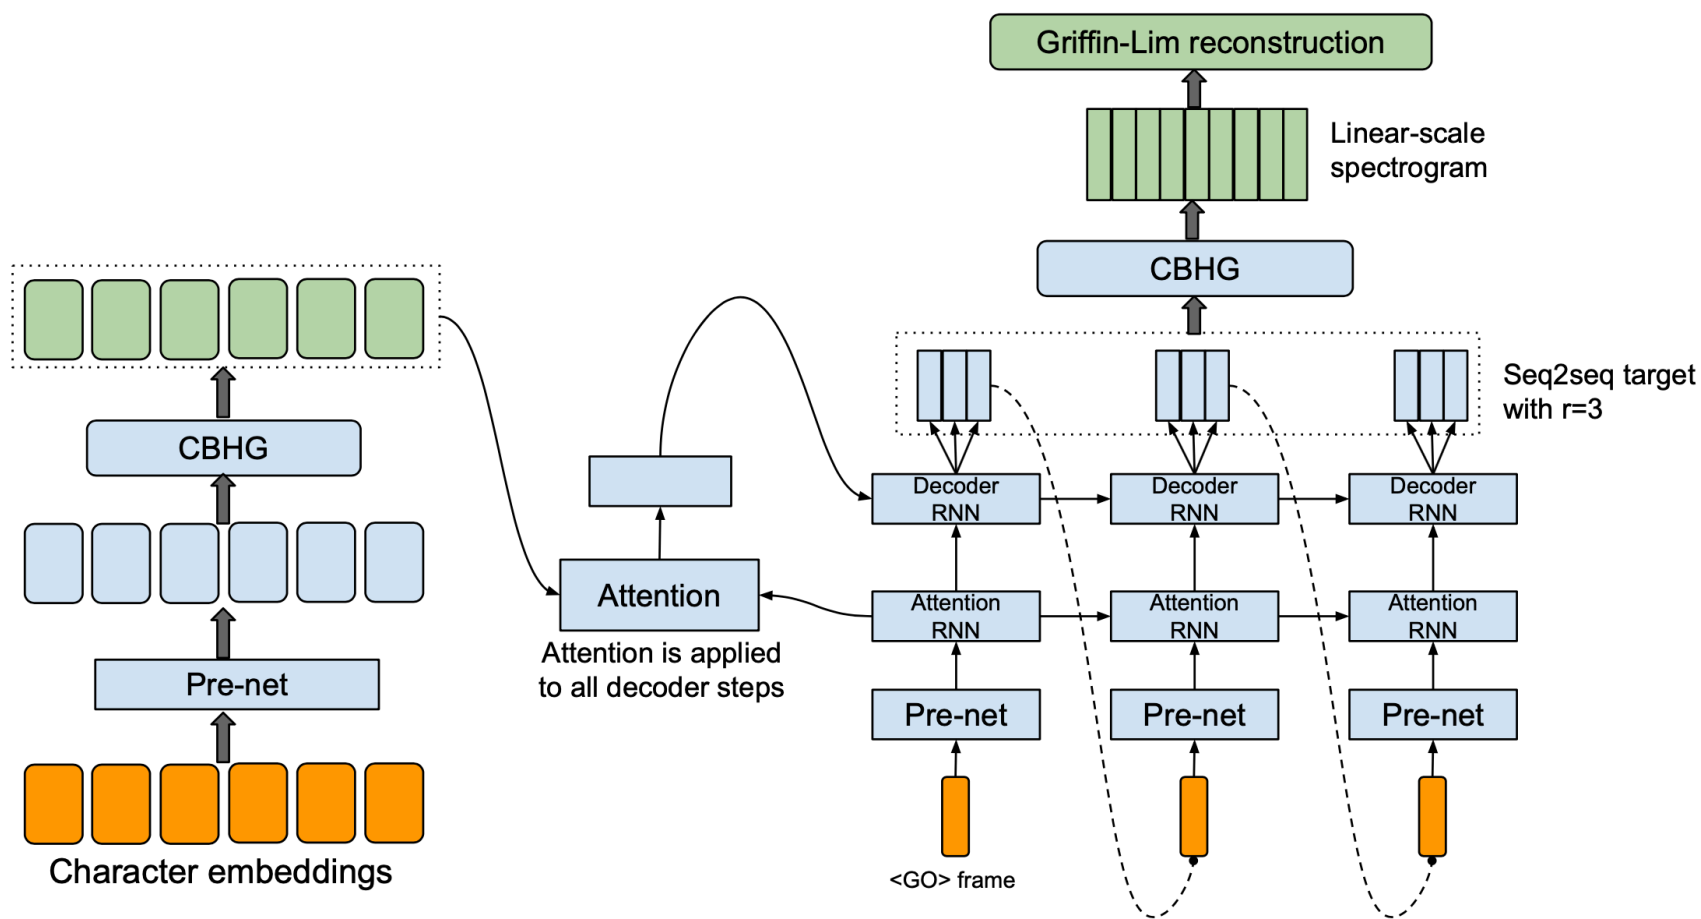 Griffin-Lim reconstruction
Linear-scale
spectrogram
CBHG
Seq2seq target
with r=3
CBHG
Decoder
RNN
Decoder
RNN
Decoder
RNN
Attention
Attention is applied
to all decoder steps
Attention
RNN
Attention
RNN
Attention
RNN
Pre-net
Pre-net
Pre-net
Pre-net
Character embeddings
<GO> frame